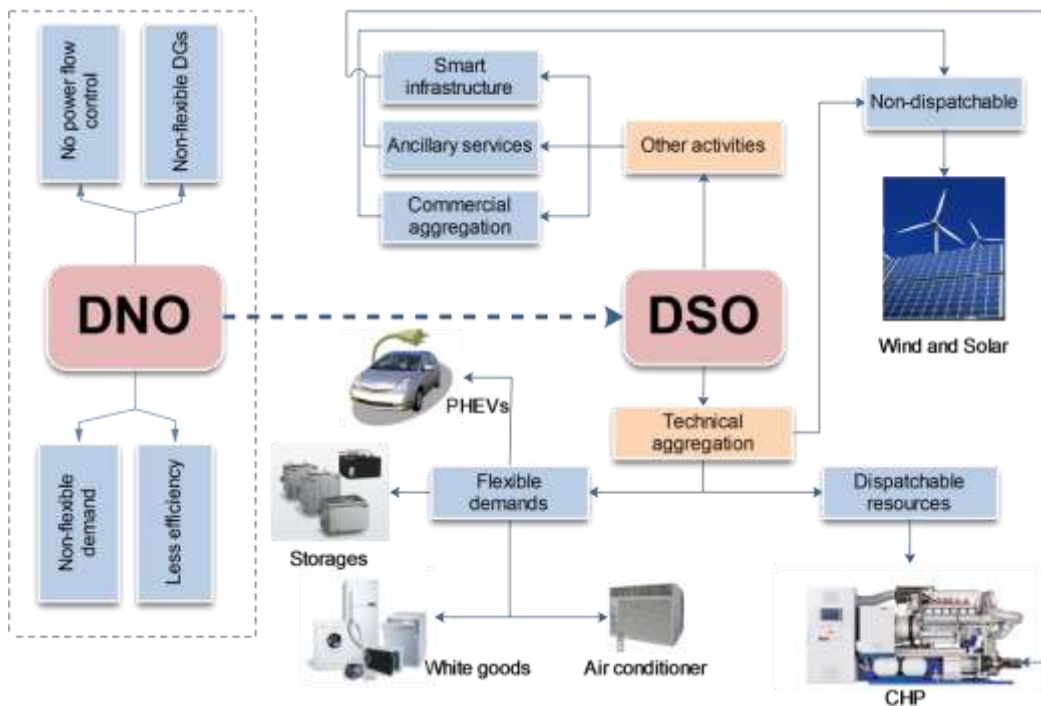 No power flow
control
Non-flexible DGs
DNO
Non-flexible
demand
Less efficiency
Smart
infrastructure
Ancillary services
Commercial
aggregation
Other activities
Non-dispatchable
Wind and Solar
DSO
PHEVs
Technical
aggregation
Flexible
demands
Dispatchable
resources
Storages
White goods
Air conditioner
CHP